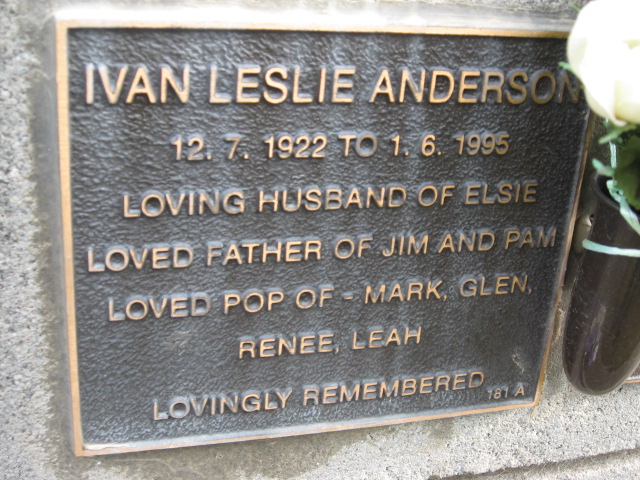 IVAN LESLIE ANDERSON
12. 7. 1922 TO 1. 6. 1995
LOVING HUSBAND OF ELSIE
LOVED FATHER OF JIM AND PAM
LOVED POP OF - MARK, GLEN,
RENEE, LEAH
LOVINGLY REMEMBERED
181 A